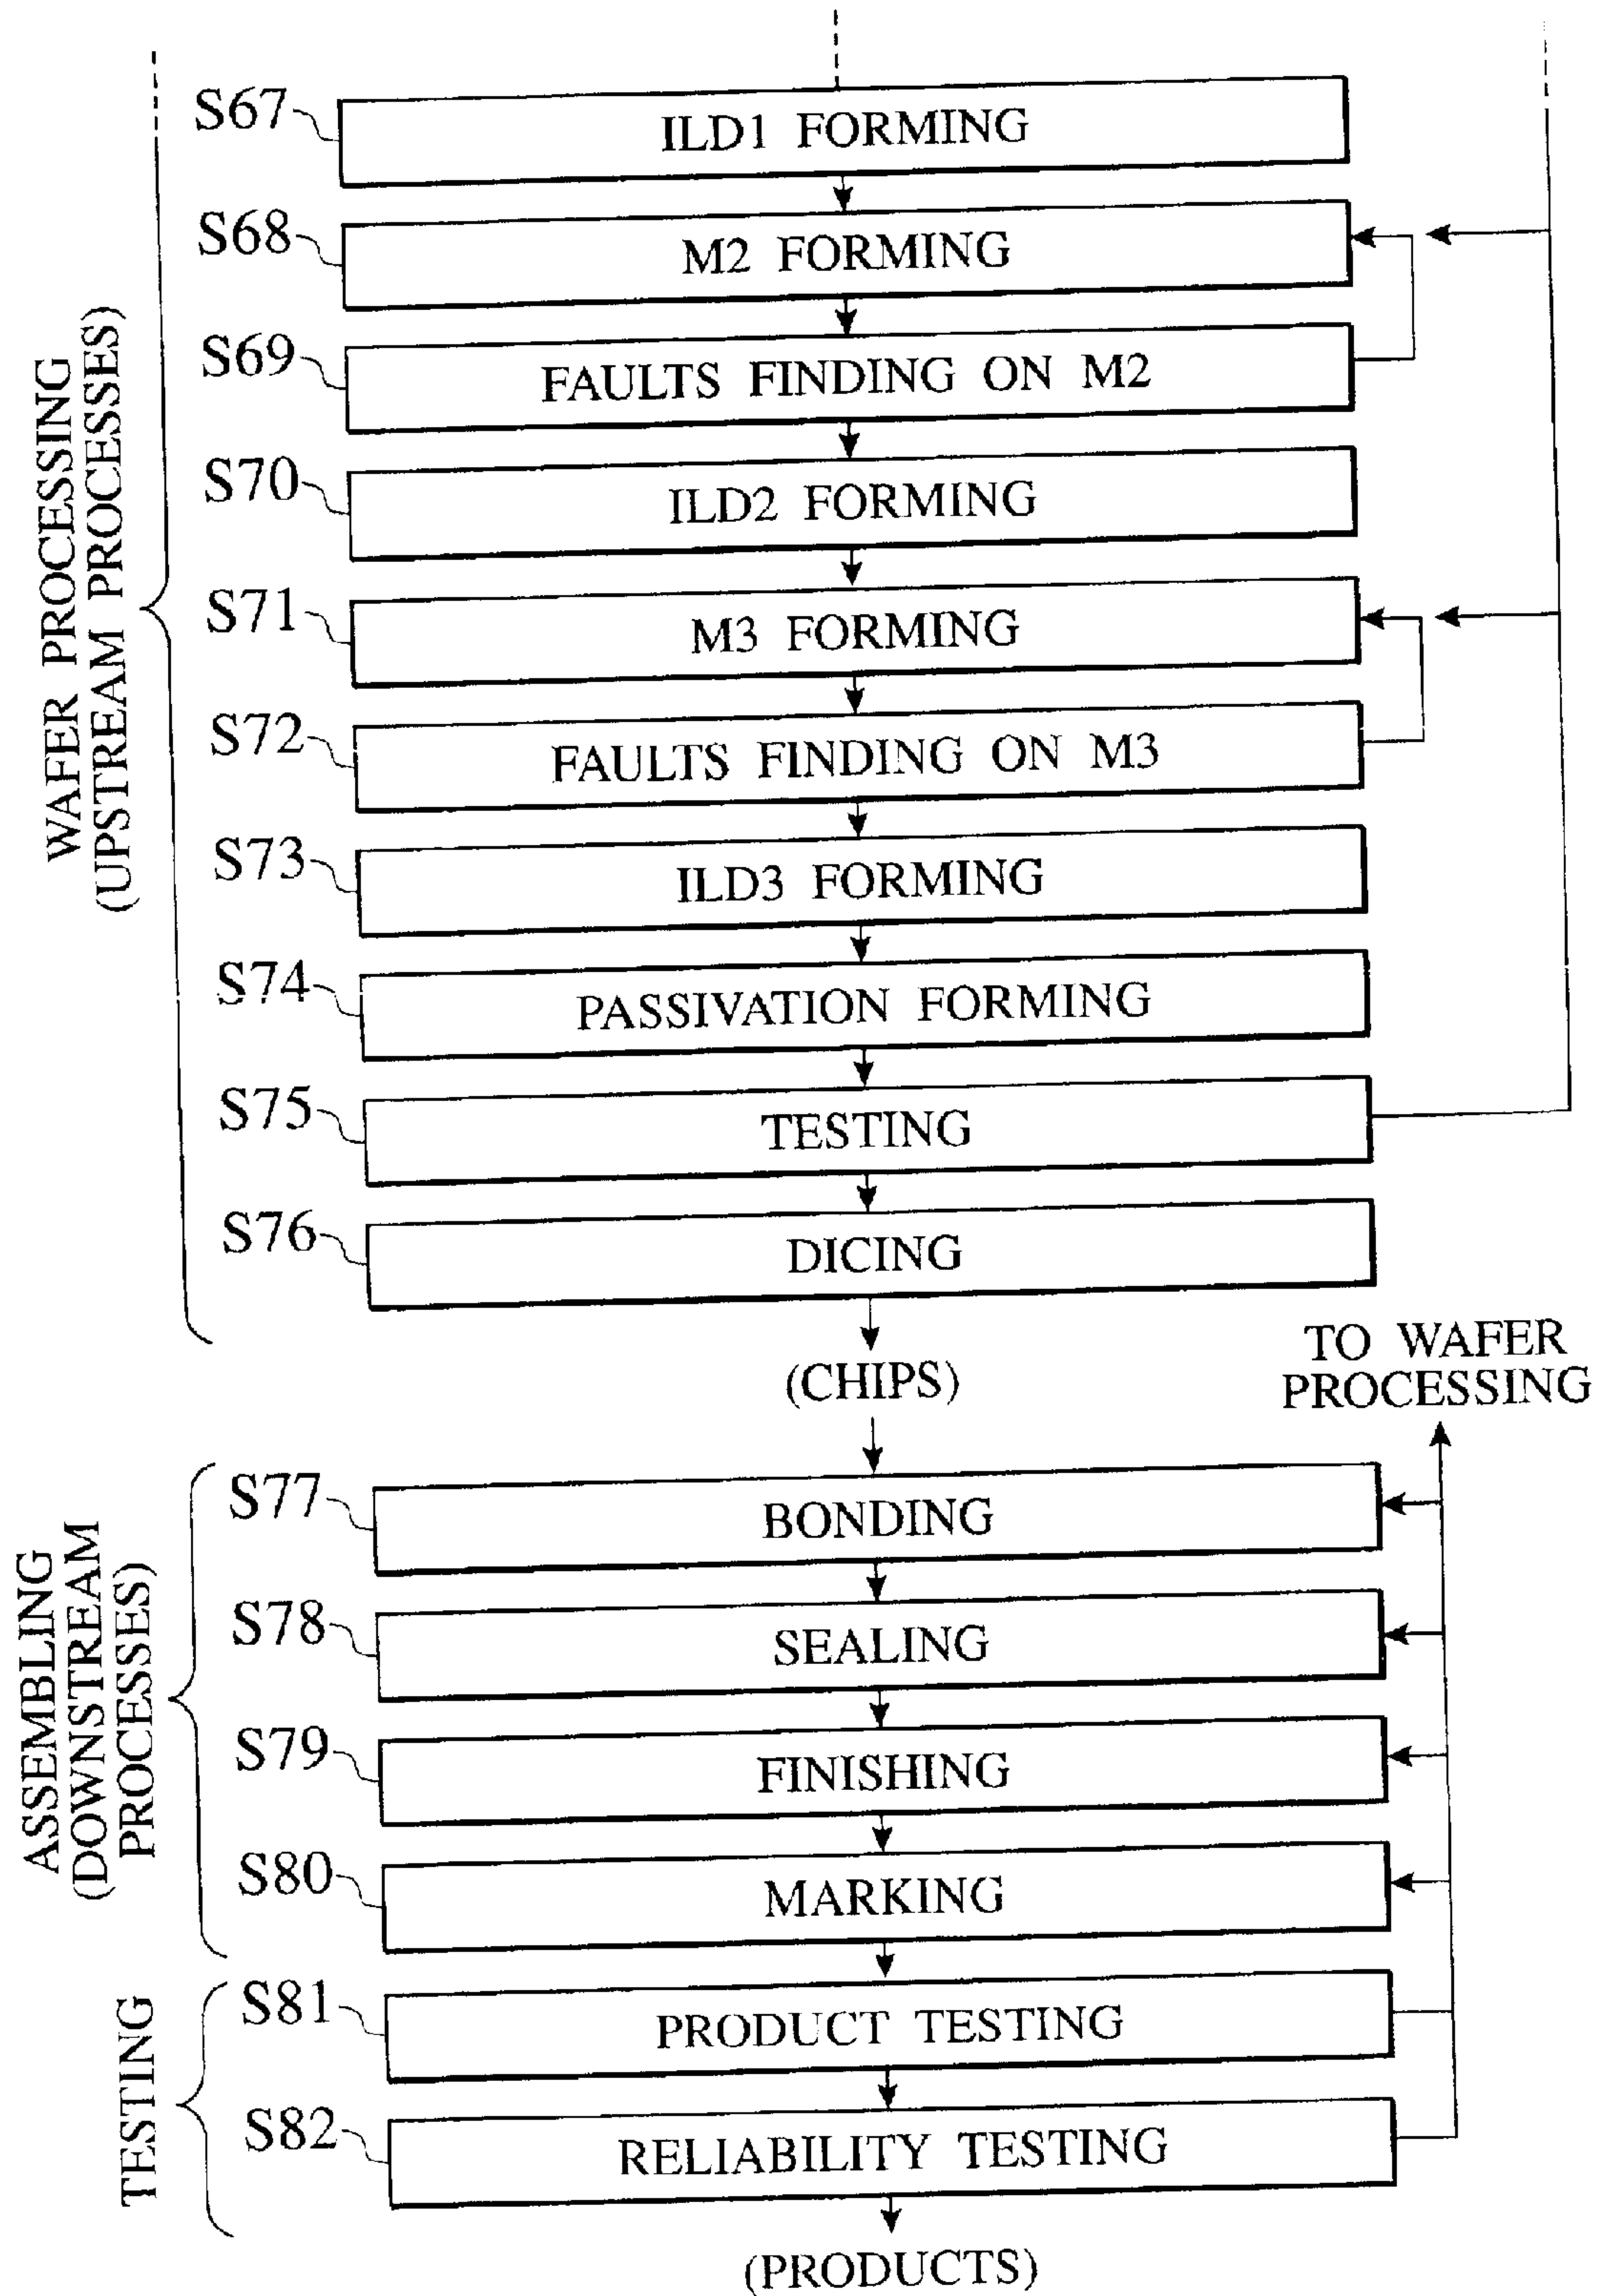 S67
ILD1 FORMING
S68
M2 FORMING
S69
FAULTS FINDING ON M2
S70
ILD2 FORMING
WAFER PROCESSING
(UPSTREAM PROCESSES)
S71
M3 FORMING
S72
FAULTS FINDING ON M3
S73
ILD3 FORMING
S74
PASSIVATION FORMING
S75
TESTING
S76
DICING
(CHIPS)
TO WAFER
PROCESSING
S77
BONDING
S78
SEALING
ASSEMBLING
(DOWNSTREAM
PROCESSES)
S79
FINISHING
S80
MARKING
TESTING
S81
PRODUCT TESTING
S82
RELIABILITY TESTING
(PRODUCTS)